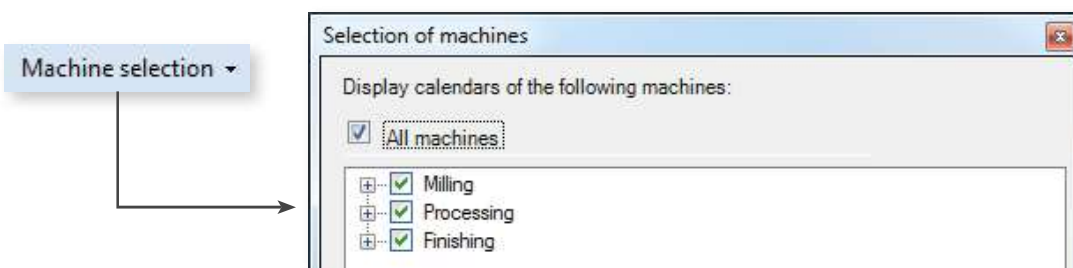 Machine selection
Selection of machines
Display calendars of the following machines:
All machines
Milling
Processing
Finishing